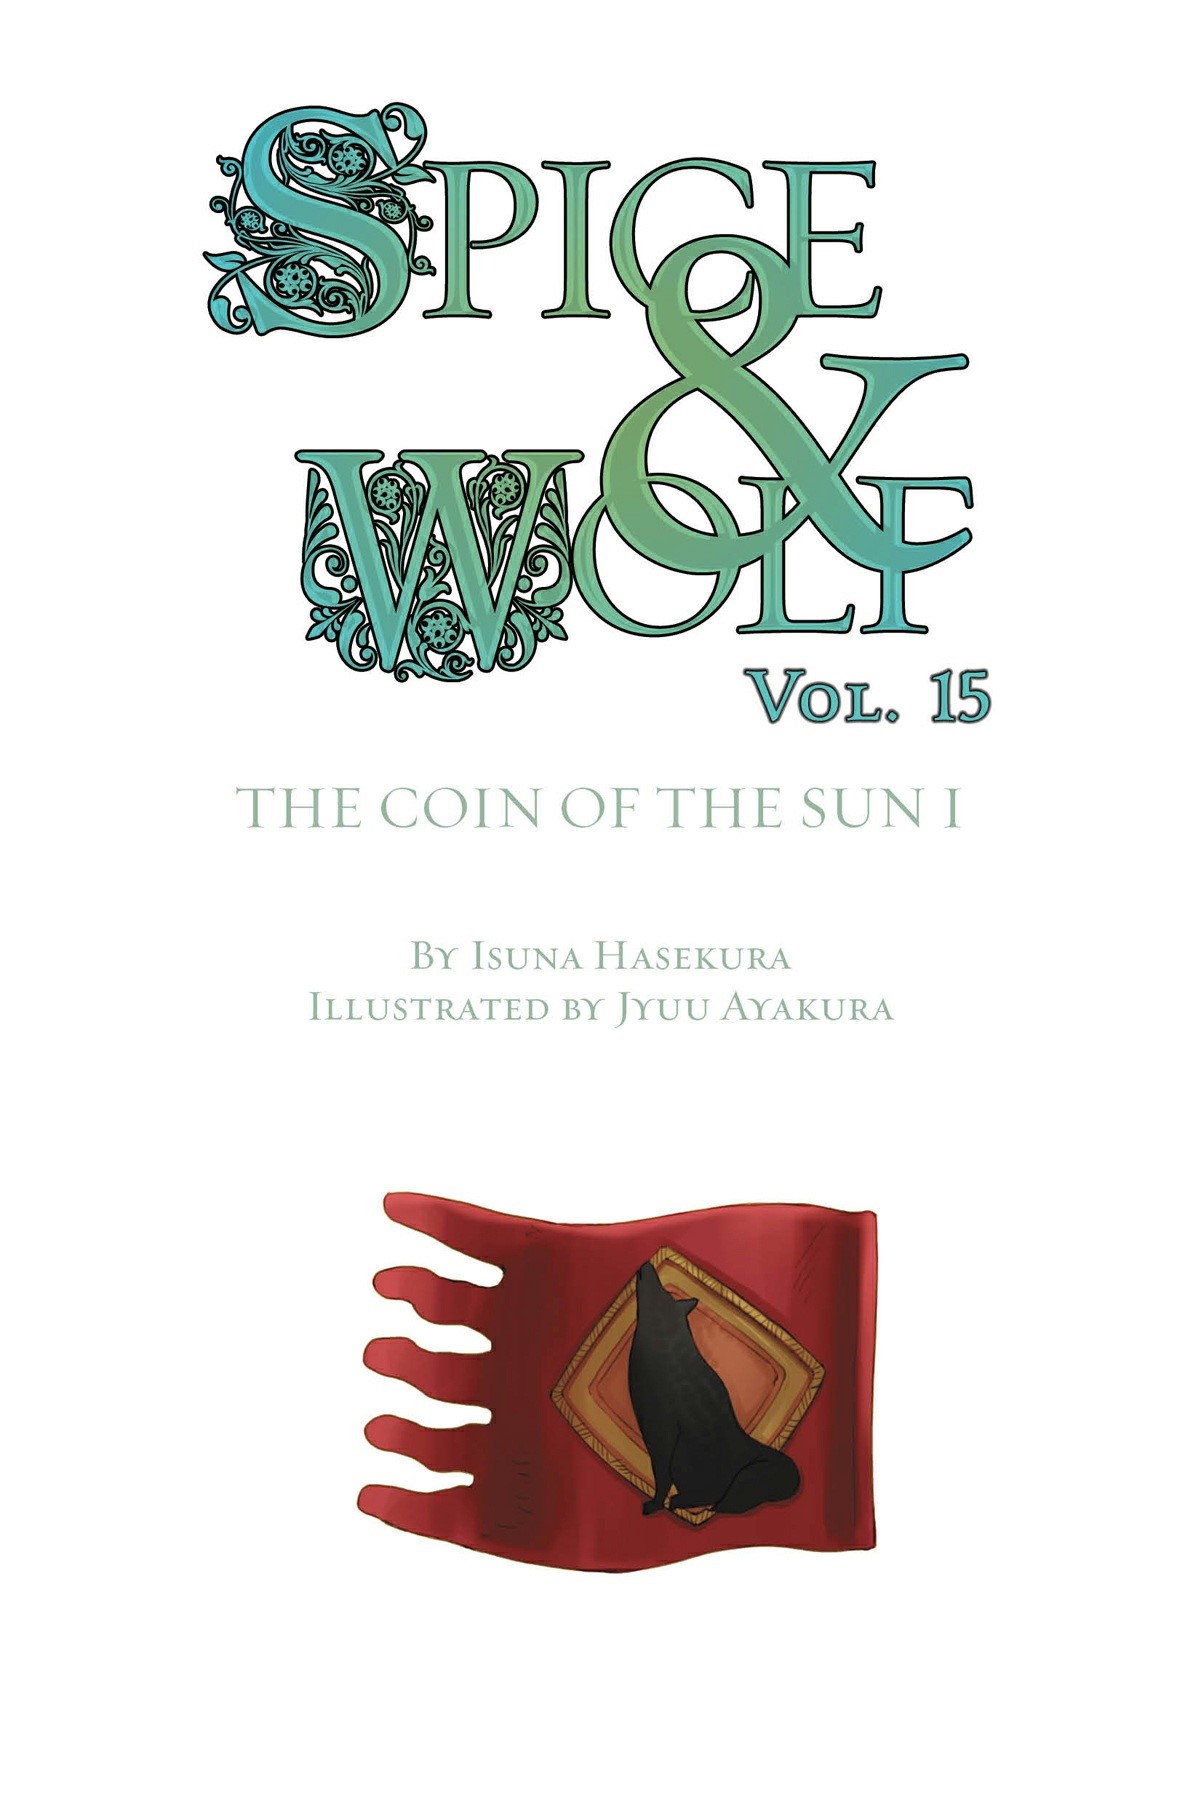 SPICE
&
WOLF
VOL. 15
THE COIN OF THE SUN I
BY ISUNA HASEKURA
ILLUSTRATED BY JYUU AYAKURA